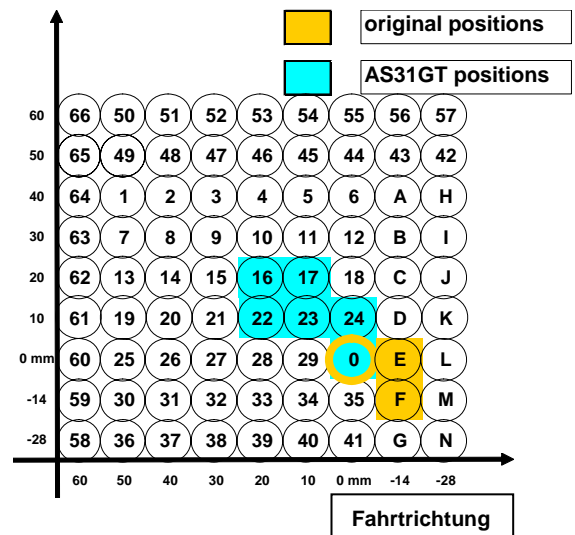 original positions
AS31GT positions
60 66 50 51 52 53 54 55 56 57
50 65 49 48 47 46 45 44 43 42
40 64 1 2 3 4 5 6 A H
30 63 7 8 9 10 11 12 B I
20 62 13 14 15 16 17 18 C J
10 61 19 20 21 22 23 24 D K
0 mm 60 25 26 27 28 29 0 E L
-14 59 30 31 32 33 34 35 F M
-28 58 36 37 38 39 40 41 G N
60 50 40 30 20 10 0 mm -14 -28
Fahrtrichtung